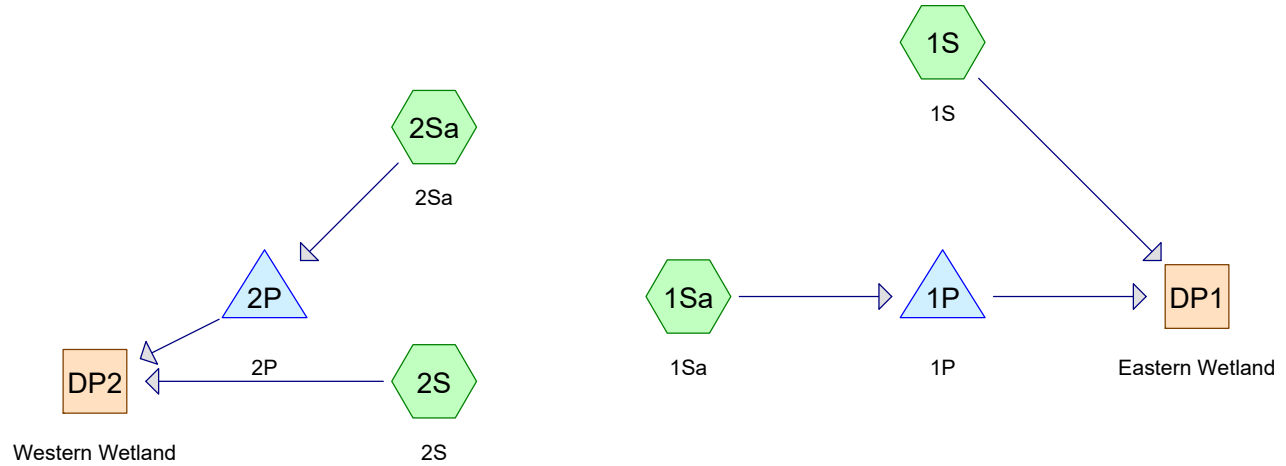 1S
1S
2Sa
2Sa
2P
2P
1Sa
1Sa
1P
1P
DP1
Eastern Wetland
DP2
Western Wetland
2S
2S